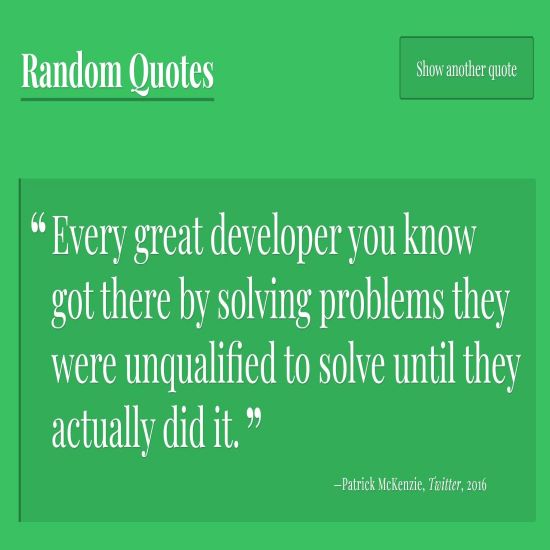 Random Quotes
Show another quote
“Every great developer you know
got there by solving problems they
were unqualified to solve until they
actually did it.”
–Patrick McKenzie, Twitter, 2016